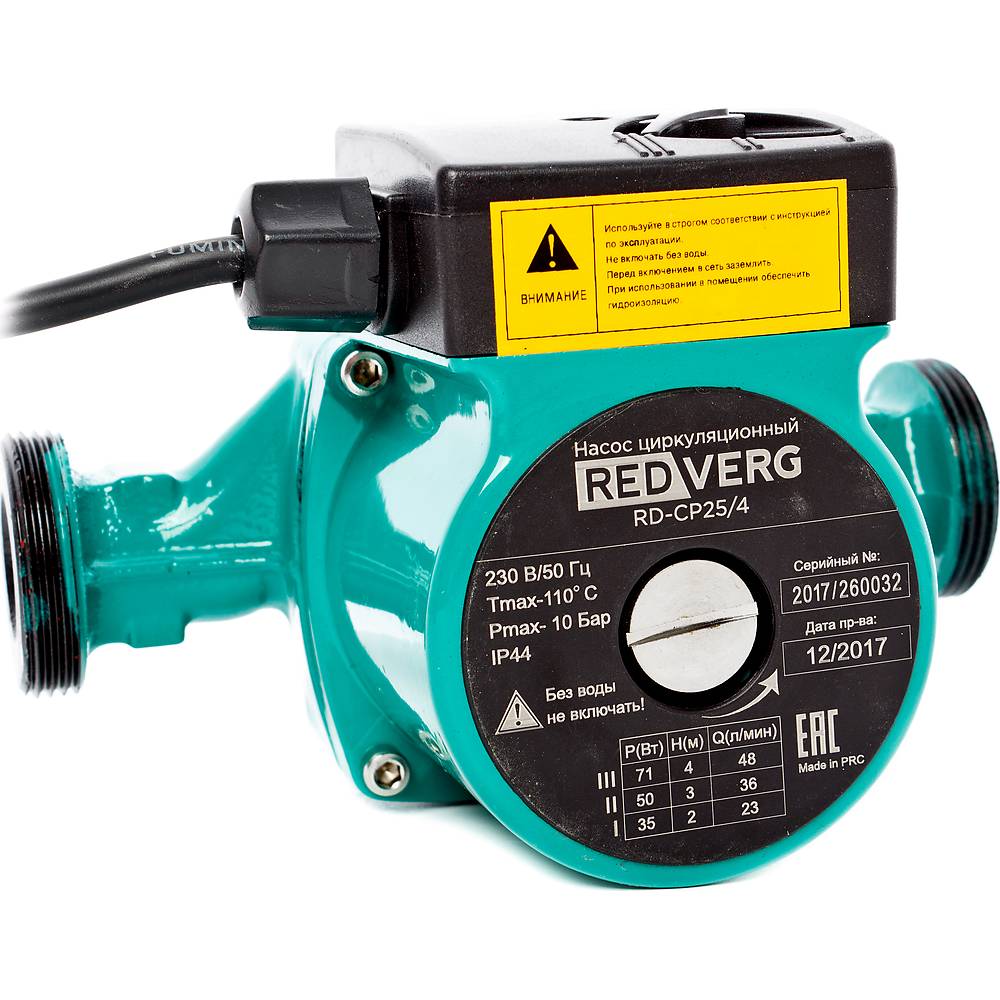 Используйте в строгом соответствии с инструкцией
по эксплуатации.
Не включать без воды.
Перед включением в сеть заземлить.
При использовании в помещении обеспечить
гидроизоляцию.
ВНИМАНИЕ
Насос циркуляционный
REDVERG
RD-CP25/4
230 В/50 Гц
Tmax-110° C
Pmax- 10 Бар
IP44
Без воды
не включать!
Серийный №:
2017/260032
Дата пр-ва:
12/2017
P(Вт) H(м) Q(л/мин)
III 71 4 48
II 50 3 36
I 35 2 23
EAC
Made in PRC